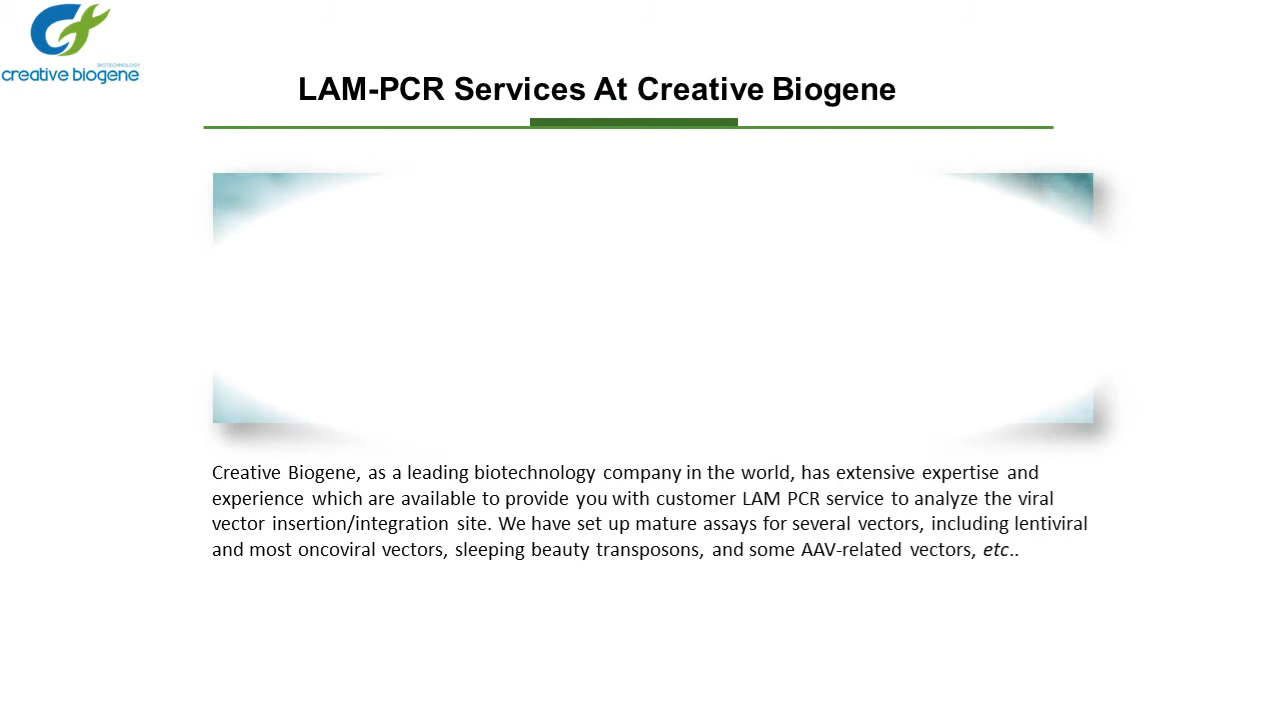 BIOTECHNOLOGY
creative biogene
LAM-PCR Services At Creative Biogene
Creative Biogene, as a leading biotechnology company in the world, has extensive expertise and
experience which are available to provide you with customer LAM PCR service to analyze the viral
vector insertion/integration site. We have set up mature assays for several vectors, including lentiviral
and most oncoviral vectors, sleeping beauty transposons, and some AAV-related vectors, etc..